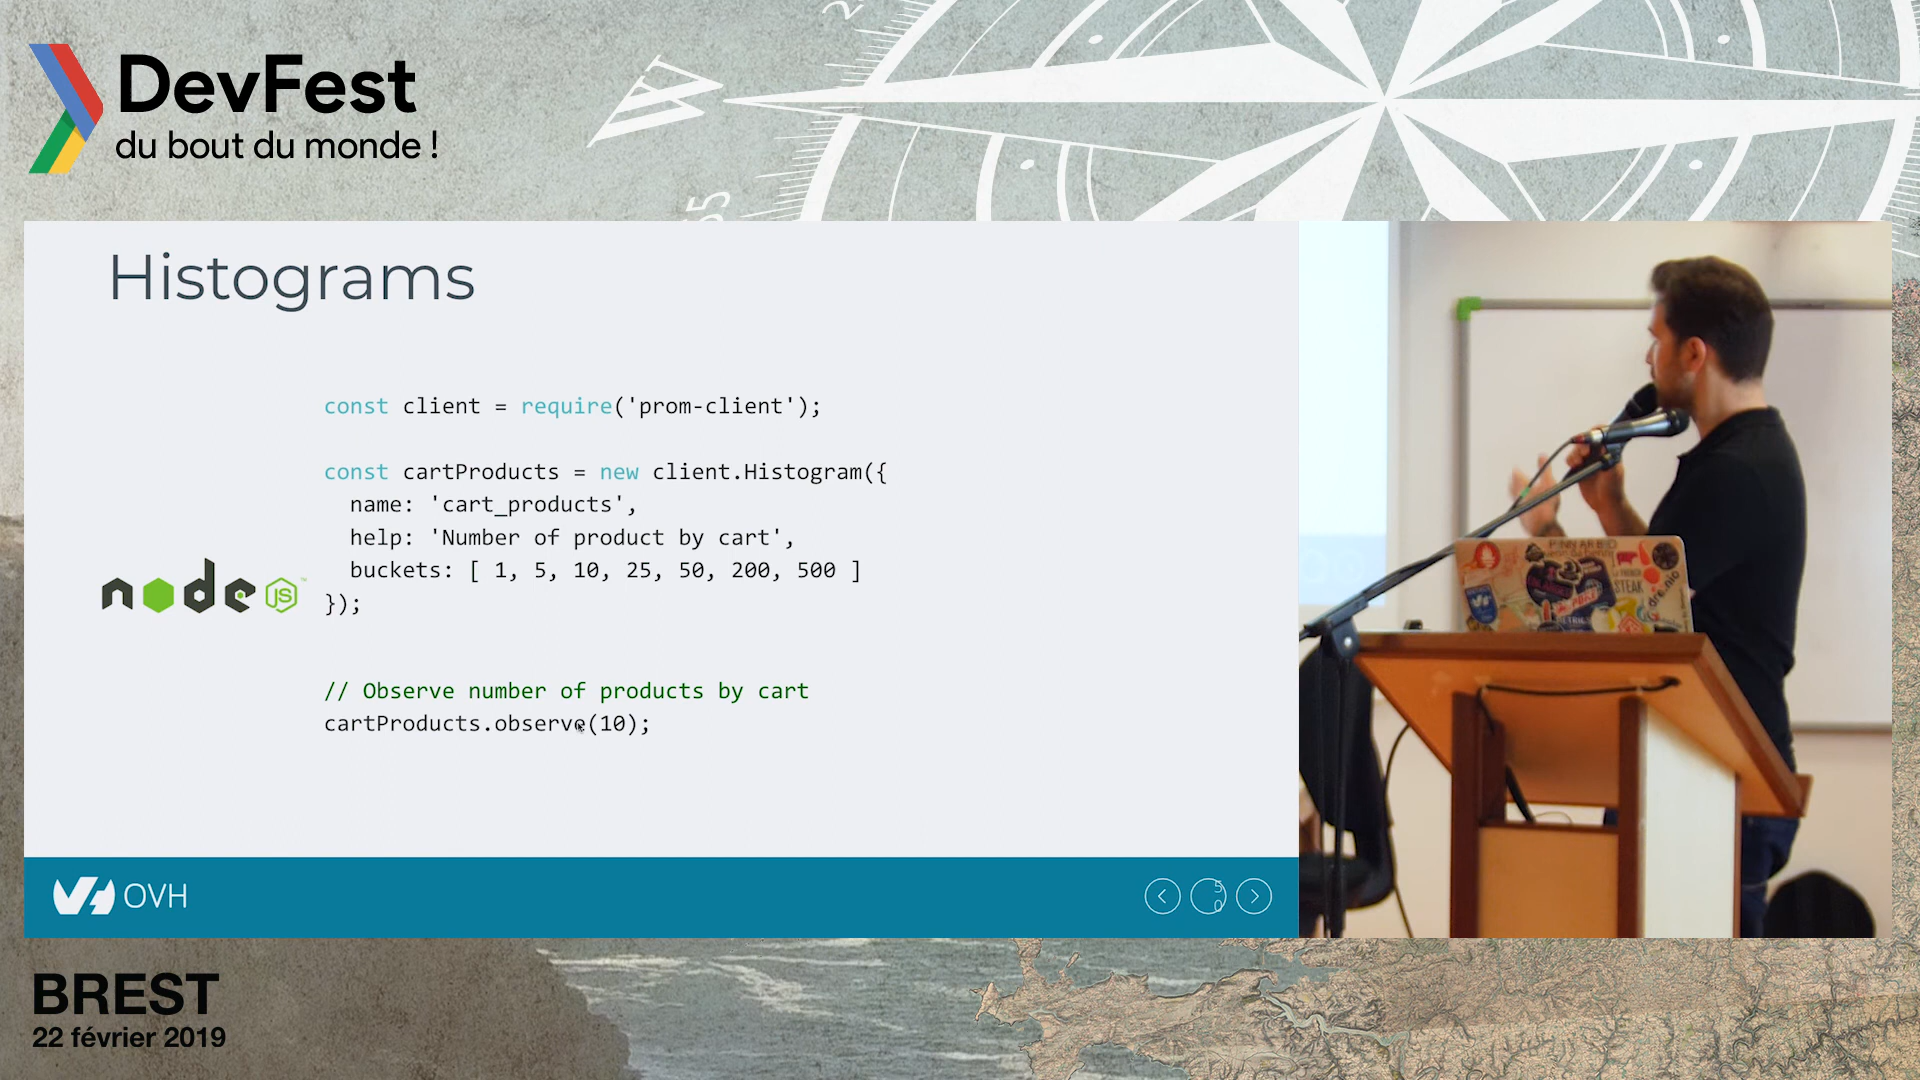 DevFest
du bout du monde !
W
Histograms
const client = require('prom-client');
const cartProducts = new client.Histogram({
name: 'cart_products',
help: 'Number of product by cart',
buckets: [ 1, 5, 10, 25, 50, 200, 500 ]
});
node JS
// Observe number of products by cart
cartProducts.observe(10);
OVH
50
STEAK
BREST
22 février 2019